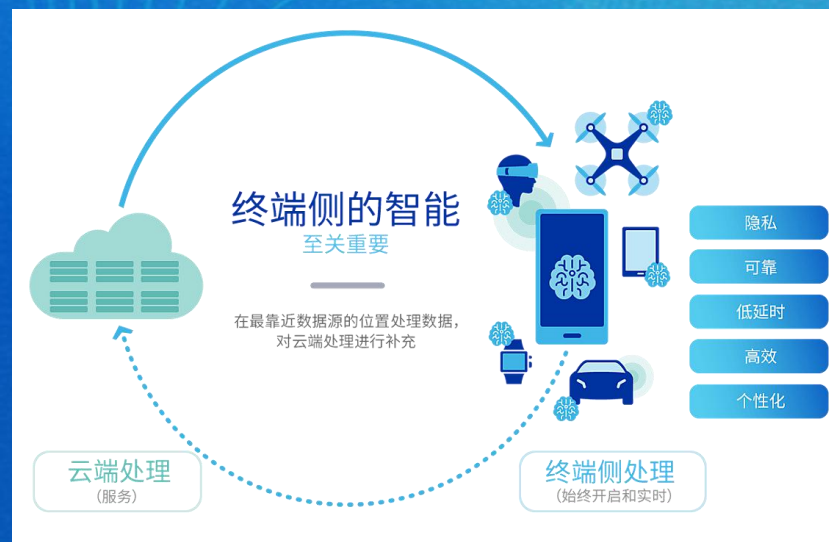 终端侧的智能
至关重要
在最靠近数据源的位置处理数据，
对云端处理进行补充
隐私
可靠
低延时
高效
个性化
云端处理
（服务）
终端侧处理
（始终开启和实时）